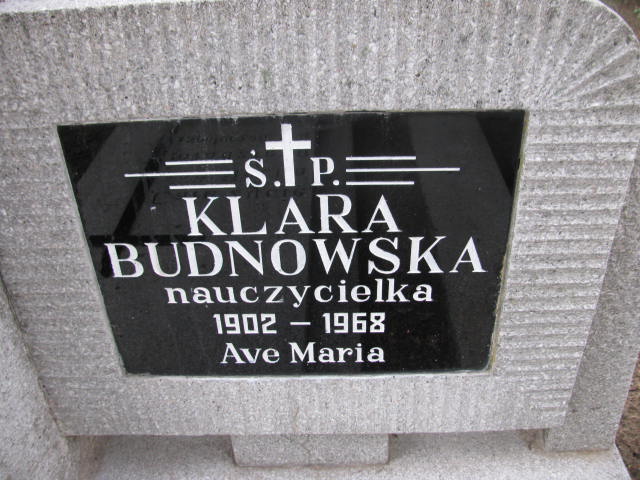 Ś. P.
KLARA
BUDNOWSKA
nauczycielka
1902 – 1968
Ave Maria